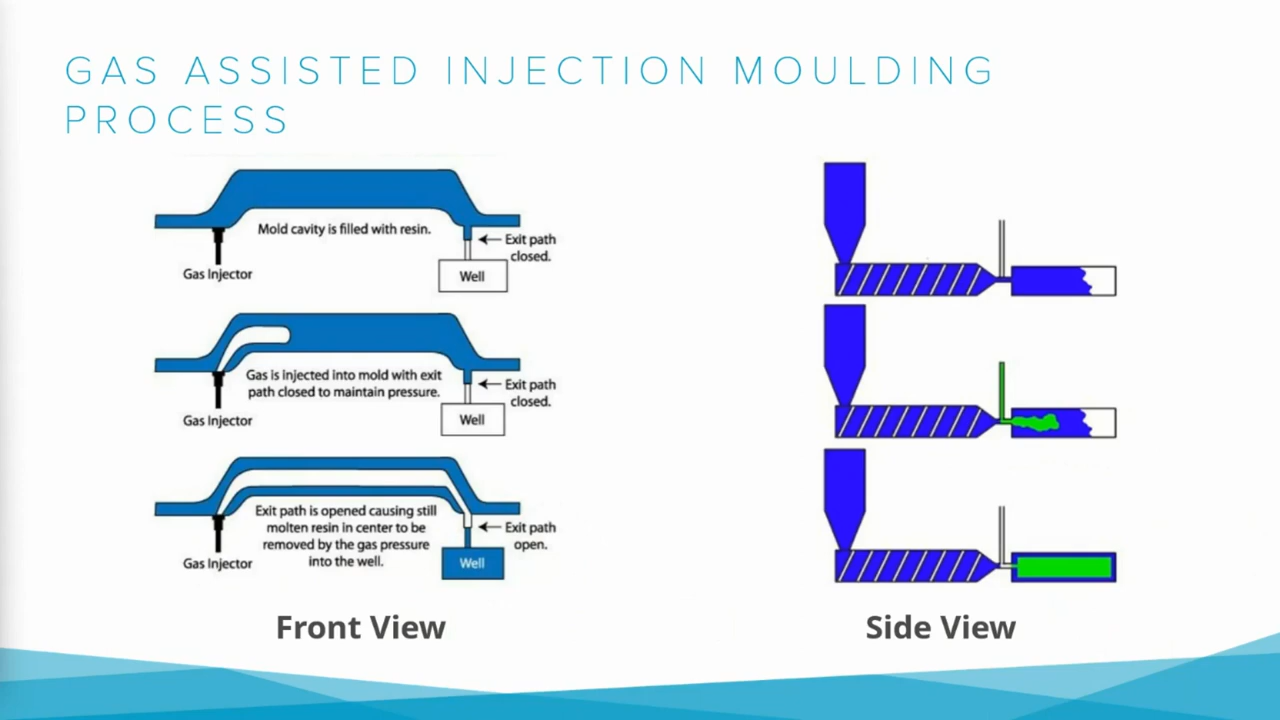 GAS ASSISTED INJECTION MOULDING
PROCESS
Mold cavity is filled with resin.
Exit path
closed.
Gas Injector
Well
Gas is injected into mold with exit
path closed to maintain pressure.
Exit path
closed.
Gas Injector
Well
Exit path is opened causing still
molten resin in center to be
removed by the gas pressure
into the well.
Exit path
open.
Gas Injector
Well
Front View
Side View